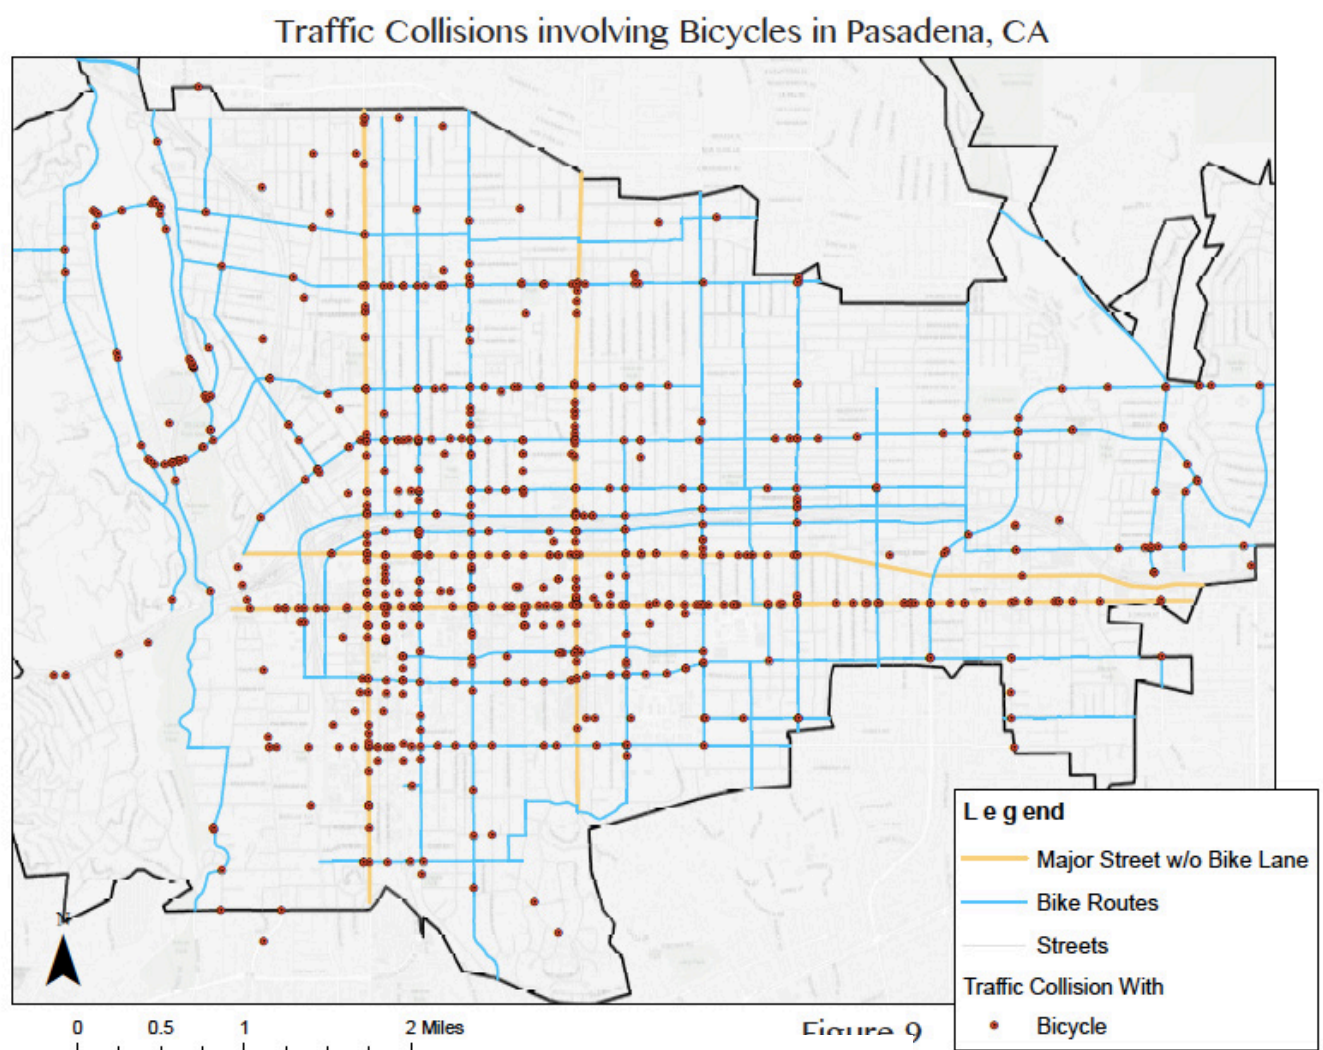 Traffic Collisions involving Bicycles in Pasadena, CA
N
Legend
Major Street w/o Bike Lane
Bike Routes
Streets
Traffic Collision With
Bicycle
0 0.5 1 2 Miles
Figure 9